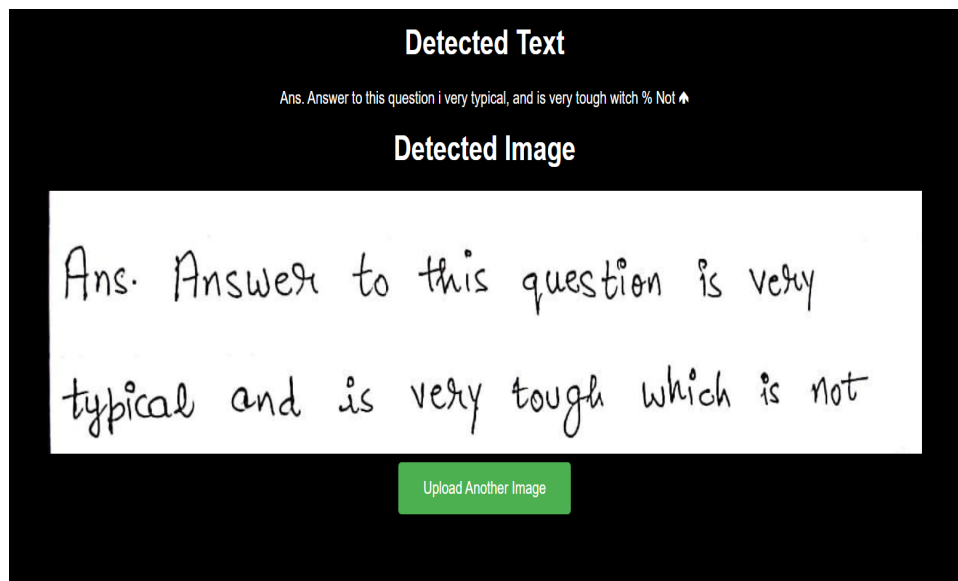 Detected Text
Ans. Answer to this question i very typical, and is very tough witch % Not 🢁
Detected Image
Ans. Answer to this question is very
typical and is very tough which is not
Upload Another Image